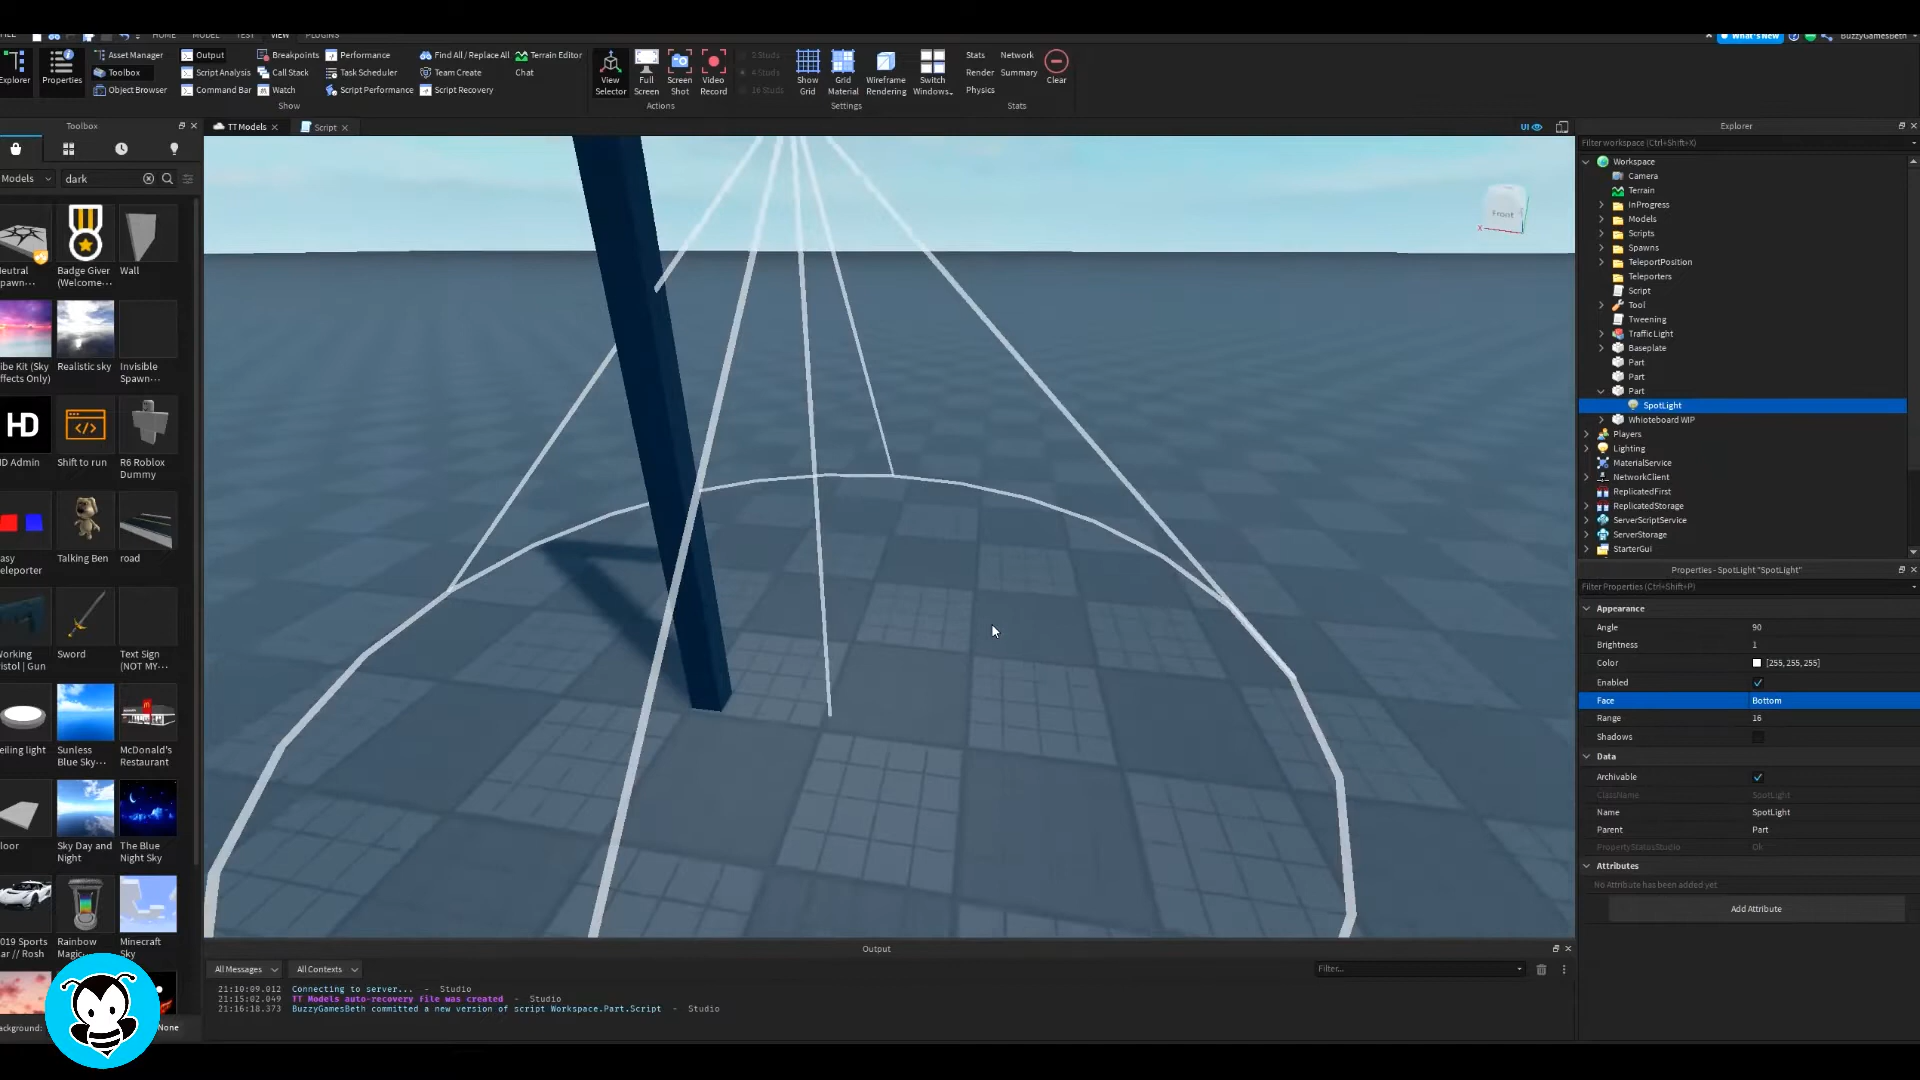 HOME MODEL TEST VIEW PLUGINS
What's New
BuzzyGamesBeth
Explorer
Properties
Asset Manager
Toolbox
Object Browser
Output
Script Analysis
Command Bar
Breakpoints
Call Stack
Watch
Performance
Task Scheduler
Script Performance
Find All / Replace All
Team Create
Script Recovery
Terrain Editor
Chat
Show
View Selector
Full Screen
Screen Shot
Video Record
Actions
2 Studs
4 Studs
16 Studs
Show Grid
Grid Material
Wireframe Rendering
Switch Windows
Settings
Stats
Render
Physics
Network
Summary
Clear
Stats
Toolbox
Models
dark
Neutral Spawn...
Badge Giver (Welcome...
Wall
Vibe Kit (Sky Effects Only)
Realistic sky
Invisible Spawn...
HD
HD Admin
Shift to run
R6 Roblox Dummy
Easy Teleporter
Talking Ben
road
Working Pistol | Gun
Sword
Text Sign (NOT MY...
Ceiling light
Sunless Blue Sky...
McDonald's Restaurant
Floor
Sky Day and Night
The Blue Night Sky
2019 Sports Car // Rosh
Rainbow Magic...
Minecraft Sky
Background: None
TT Models
Script
UI
Front
X
Output
All Messages
All Contexts
Filter...
21:10:09.012 Connecting to server... - Studio
21:15:02.049 TT Models auto-recovery file was created - Studio
21:16:18.373 BuzzyGamesBeth committed a new version of script Workspace.Part.Script - Studio
Explorer
Filter workspace (Ctrl+Shift+X)
Workspace
Camera
Terrain
InProgress
Models
Scripts
Spawns
TeleportPosition
Teleporters
Script
Tool
Tweening
Traffic Light
Baseplate
Part
Part
Part
SpotLight
Whioteboard WIP
Players
Lighting
MaterialService
NetworkClient
ReplicatedFirst
ReplicatedStorage
ServerScriptService
ServerStorage
StarterGui
Properties - SpotLight "SpotLight"
Filter Properties (Ctrl+Shift+P)
Appearance
Angle 90
Brightness 1
Color [255, 255, 255]
Enabled
Face Bottom
Range 16
Shadows
Data
Archivable
ClassName SpotLight
Name SpotLight
Parent Part
PropertyStatusStudio Ok
Attributes
No Attribute has been added yet
Add Attribute